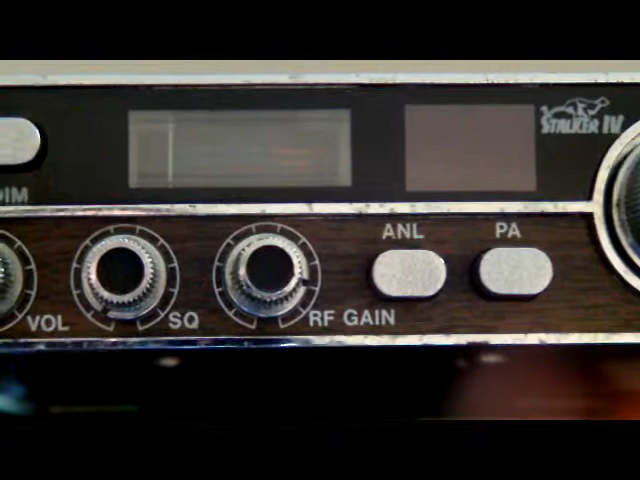 STALKER IV
DIM
ANL PA
VOL SQ RF GAIN